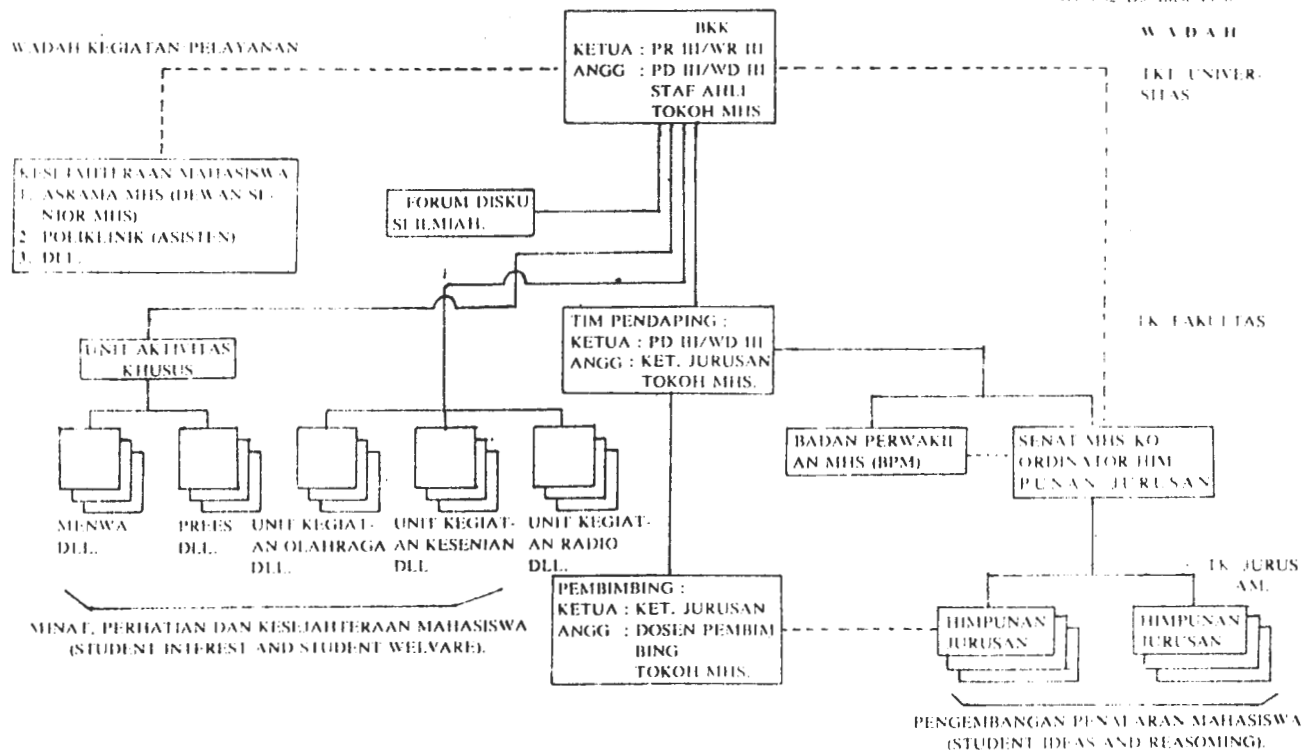 WADAH KEGIATAN PELAYANAN
BKK
KETUA : PR III/WR III
ANGG : PD III/WD III
STAF AHLI
TOKOH MHS
WADAH
TKT UNIVER-
SITAS
KESEJAHTERAAN MAHASISWA
1. ASRAMA MHS (DEWAN SE-
NIOR MHS)
2. POLIKLINIK (ASISTEN)
3. DLL.
FORUM DISKU
SI ILMIAH.
UNIT AKTIVITAS
KHUSUS
TIM PENDAPING :
KETUA : PD III/WD III
ANGG : KET. JURUSAN
TOKOH MHS.
TK. FAKULTAS
BADAN PERWAKIL
AN MHS (BPM)
SENAT MHS KO
ORDINATOR HIM
PUNAN JURUSAN
MENWA
DLL.
PREES
DLL.
UNIT KEGIAT-
AN OLAHRAGA
DLL.
UNIT KEGIAT-
AN KESENIAN
DLL
UNIT KEGIAT-
AN RADIO
DLL.
MINAT, PERHATIAN DAN KESEJAHTERAAN MAHASISWA
(STUDENT INTEREST AND STUDENT WELVARE).
PEMBIMBING :
KETUA : KET. JURUSAN
ANGG : DOSEN PEMBIM
BING
TOKOH MHS.
TK. JURUS
AM.
HIMPUNAN
JURUSAN
HIMPUNAN
JURUSAN
PENGEMBANGAN PENALARAN MAHASISWA
(STUDENT IDEAS AND REASOMING).